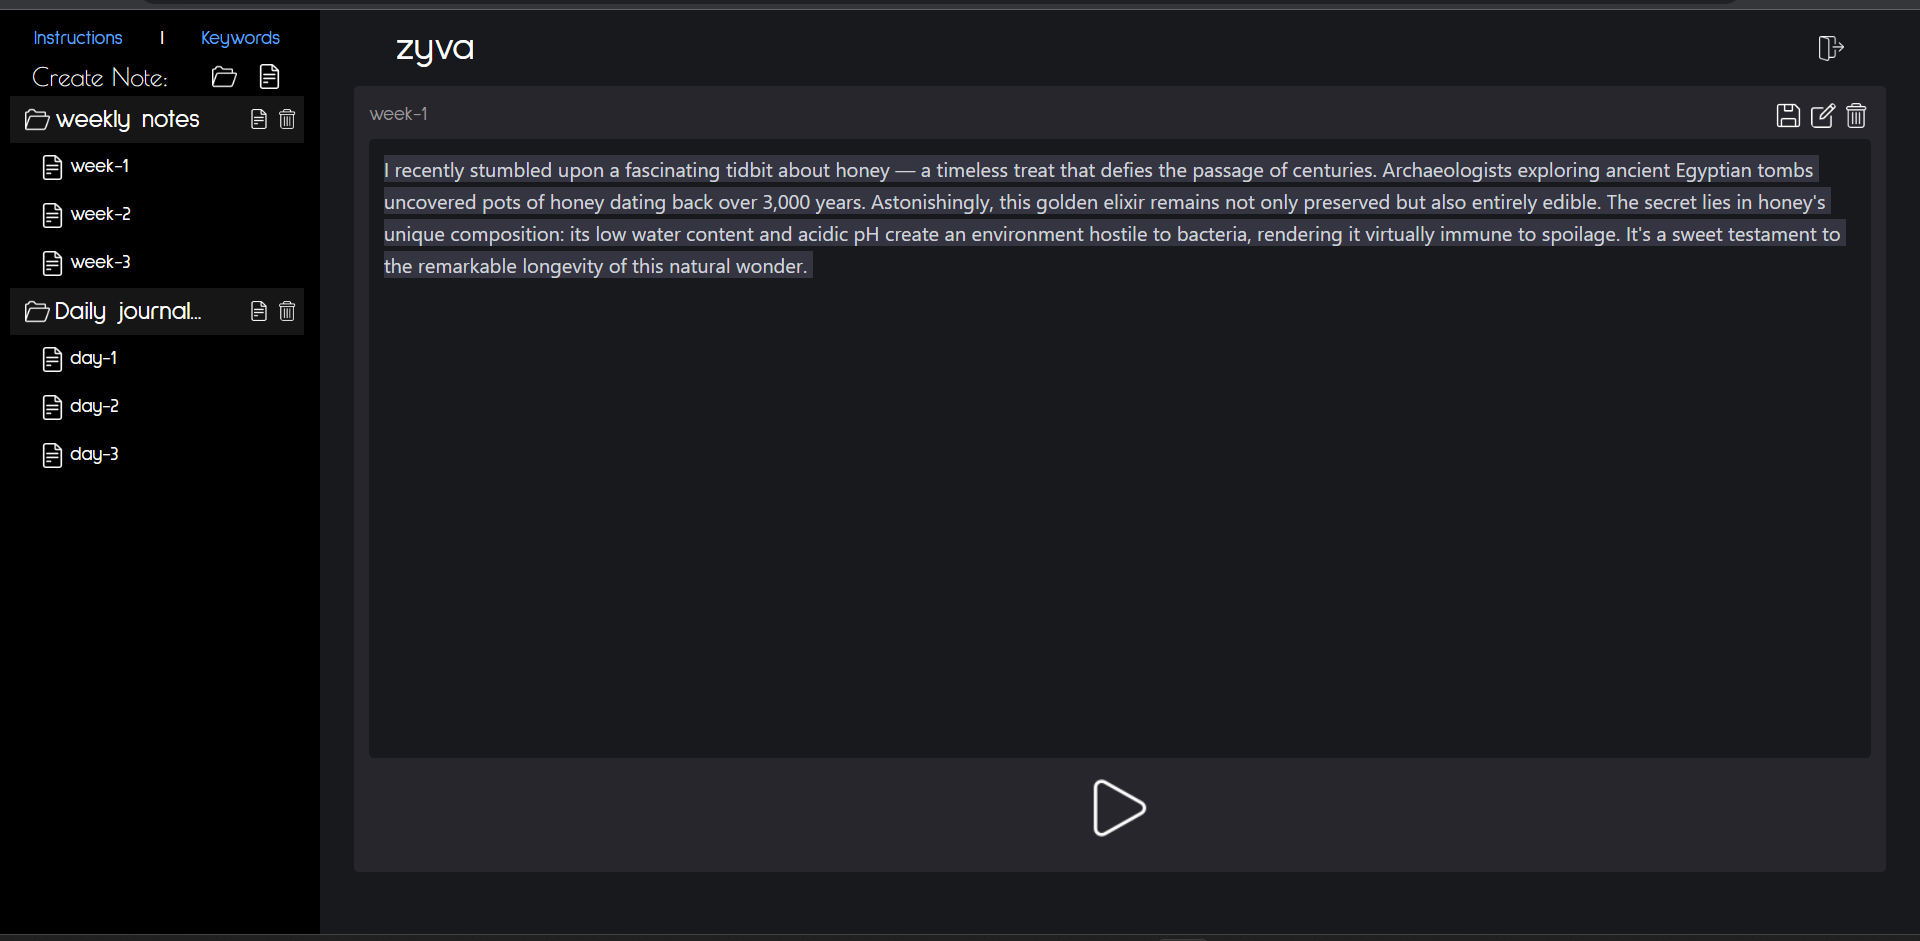 Instructions | Keywords
Create Note:
weekly notes
week-1
week-2
week-3
Daily journal...
day-1
day-2
day-3
zyva
week-1
I recently stumbled upon a fascinating tidbit about honey — a timeless treat that defies the passage of centuries. Archaeologists exploring ancient Egyptian tombs
uncovered pots of honey dating back over 3,000 years. Astonishingly, this golden elixir remains not only preserved but also entirely edible. The secret lies in honey's
unique composition: its low water content and acidic pH create an environment hostile to bacteria, rendering it virtually immune to spoilage. It's a sweet testament to
the remarkable longevity of this natural wonder.